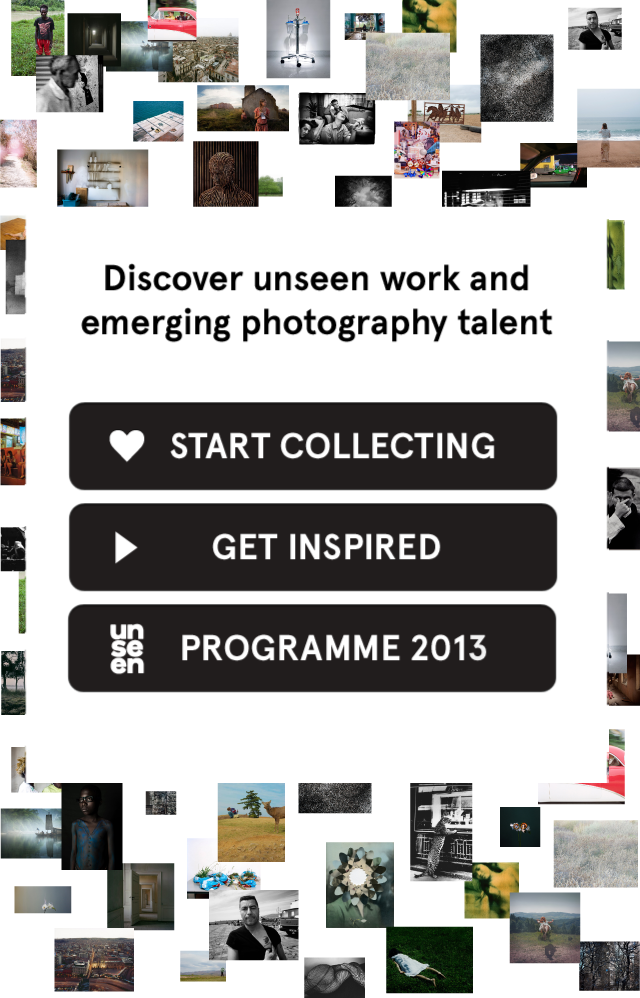 Discover unseen work and
emerging photography talent
START COLLECTING
GET INSPIRED
un
se
en
PROGRAMME 2013